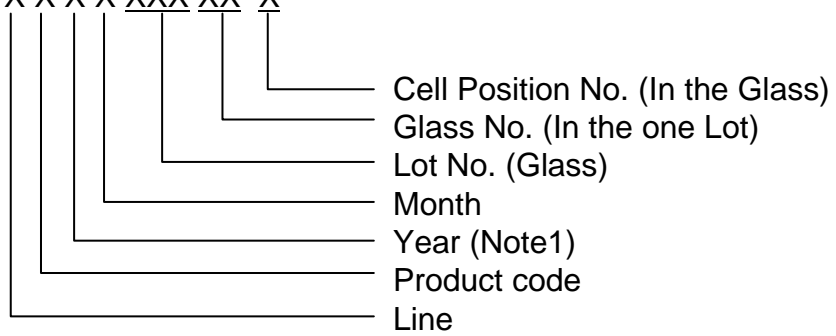 X X X X XXX XX X
Cell Position No. (In the Glass)
Glass No. (In the one Lot)
Lot No. (Glass)
Month
Year (Note1)
Product code
Line